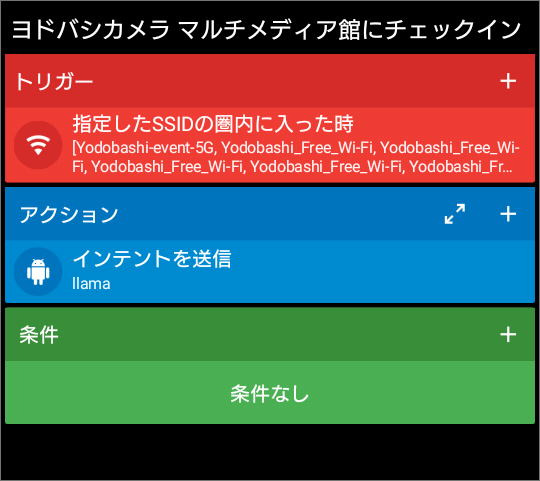 ヨドバシカメラ マルチメディア館にチェックイン
トリガー
指定したSSIDの圏内に入った時
[Yodobashi-event-5G, Yodobashi_Free_Wi-Fi, Yodobashi_Free_Wi-
Fi, Yodobashi_Free_Wi-Fi, Yodobashi_Free_Wi-Fi, Yodobashi_Fr...
アクション
インテントを送信
llama
条件
条件なし